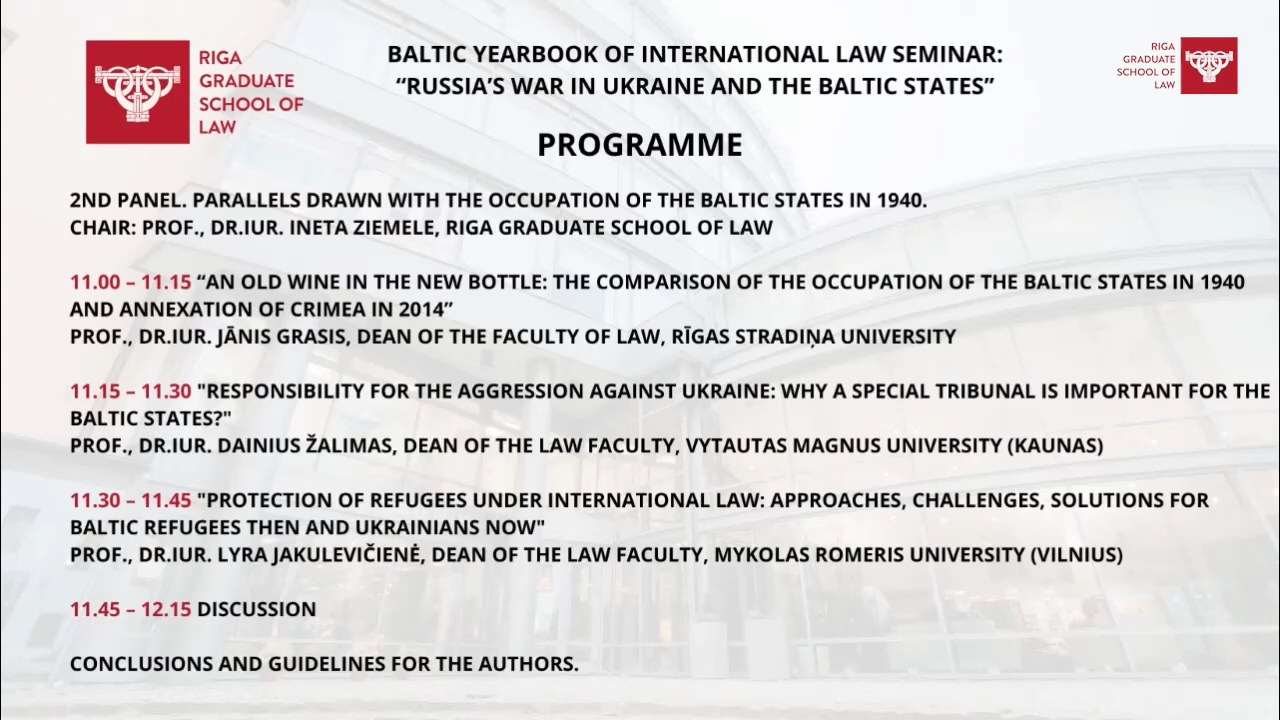 RIGA
GRADUATE
SCHOOL OF
LAW
BALTIC YEARBOOK OF INTERNATIONAL LAW SEMINAR:
“RUSSIA’S WAR IN UKRAINE AND THE BALTIC STATES”
RIGA
GRADUATE
SCHOOL OF
LAW
PROGRAMME
2ND PANEL. PARALLELS DRAWN WITH THE OCCUPATION OF THE BALTIC STATES IN 1940.
CHAIR: PROF., DR.IUR. INETA ZIEMELE, RIGA GRADUATE SCHOOL OF LAW
11.00 – 11.15 “AN OLD WINE IN THE NEW BOTTLE: THE COMPARISON OF THE OCCUPATION OF THE BALTIC STATES IN 1940
AND ANNEXATION OF CRIMEA IN 2014”
PROF., DR.IUR. JĀNIS GRASIS, DEAN OF THE FACULTY OF LAW, RĪGAS STRADIŅA UNIVERSITY
11.15 – 11.30 "RESPONSIBILITY FOR THE AGGRESSION AGAINST UKRAINE: WHY A SPECIAL TRIBUNAL IS IMPORTANT FOR THE
BALTIC STATES?"
PROF., DR.IUR. DAINIUS ŽALIMAS, DEAN OF THE LAW FACULTY, VYTAUTAS MAGNUS UNIVERSITY (KAUNAS)
11.30 – 11.45 "PROTECTION OF REFUGEES UNDER INTERNATIONAL LAW: APPROACHES, CHALLENGES, SOLUTIONS FOR
BALTIC REFUGEES THEN AND UKRAINIANS NOW"
PROF., DR.IUR. LYRA JAKULEVIČIENĖ, DEAN OF THE LAW FACULTY, MYKOLAS ROMERIS UNIVERSITY (VILNIUS)
11.45 – 12.15 DISCUSSION
CONCLUSIONS AND GUIDELINES FOR THE AUTHORS.